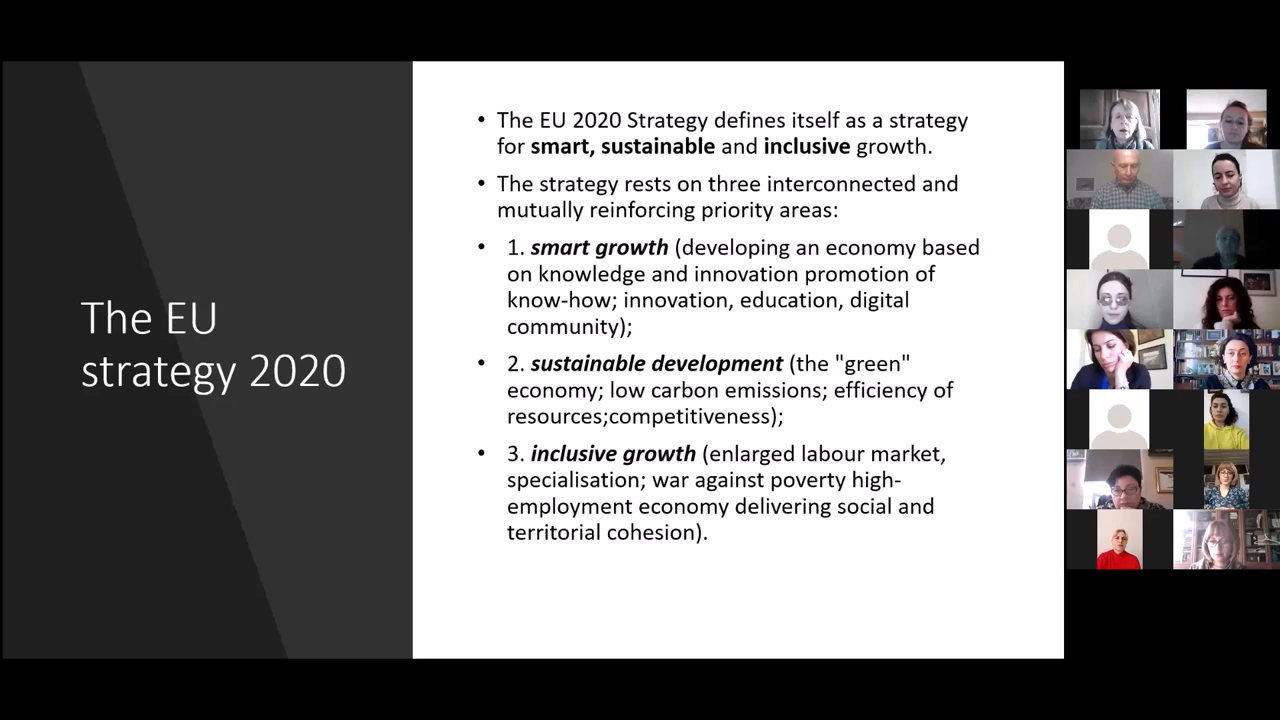 The EU
strategy 2020
• The EU 2020 Strategy defines itself as a strategy
for smart, sustainable and inclusive growth.
• The strategy rests on three interconnected and
mutually reinforcing priority areas:
• 1. smart growth (developing an economy based
on knowledge and innovation promotion of
know-how; innovation, education, digital
community);
• 2. sustainable development (the "green"
economy; low carbon emissions; efficiency of
resources;competitiveness);
• 3. inclusive growth (enlarged labour market,
specialisation; war against poverty high-
employment economy delivering social and
territorial cohesion).